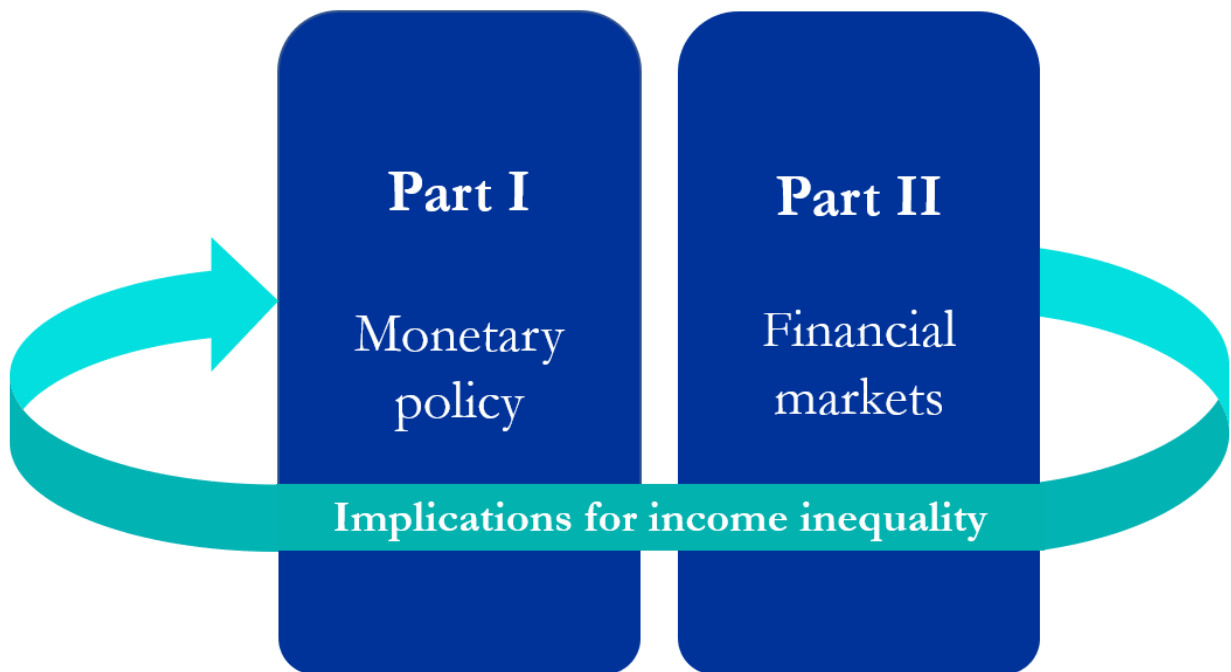 Part I
Monetary
policy
Part II
Financial
markets
Implications for income inequality